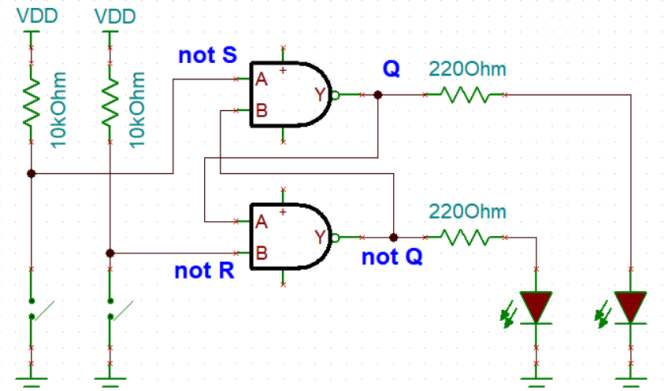 VDD
VDD
not S
Q
220Ohm
10kOhm
10kOhm
A
B
Y
+
220Ohm
A
B
Y
+
not R
not Q